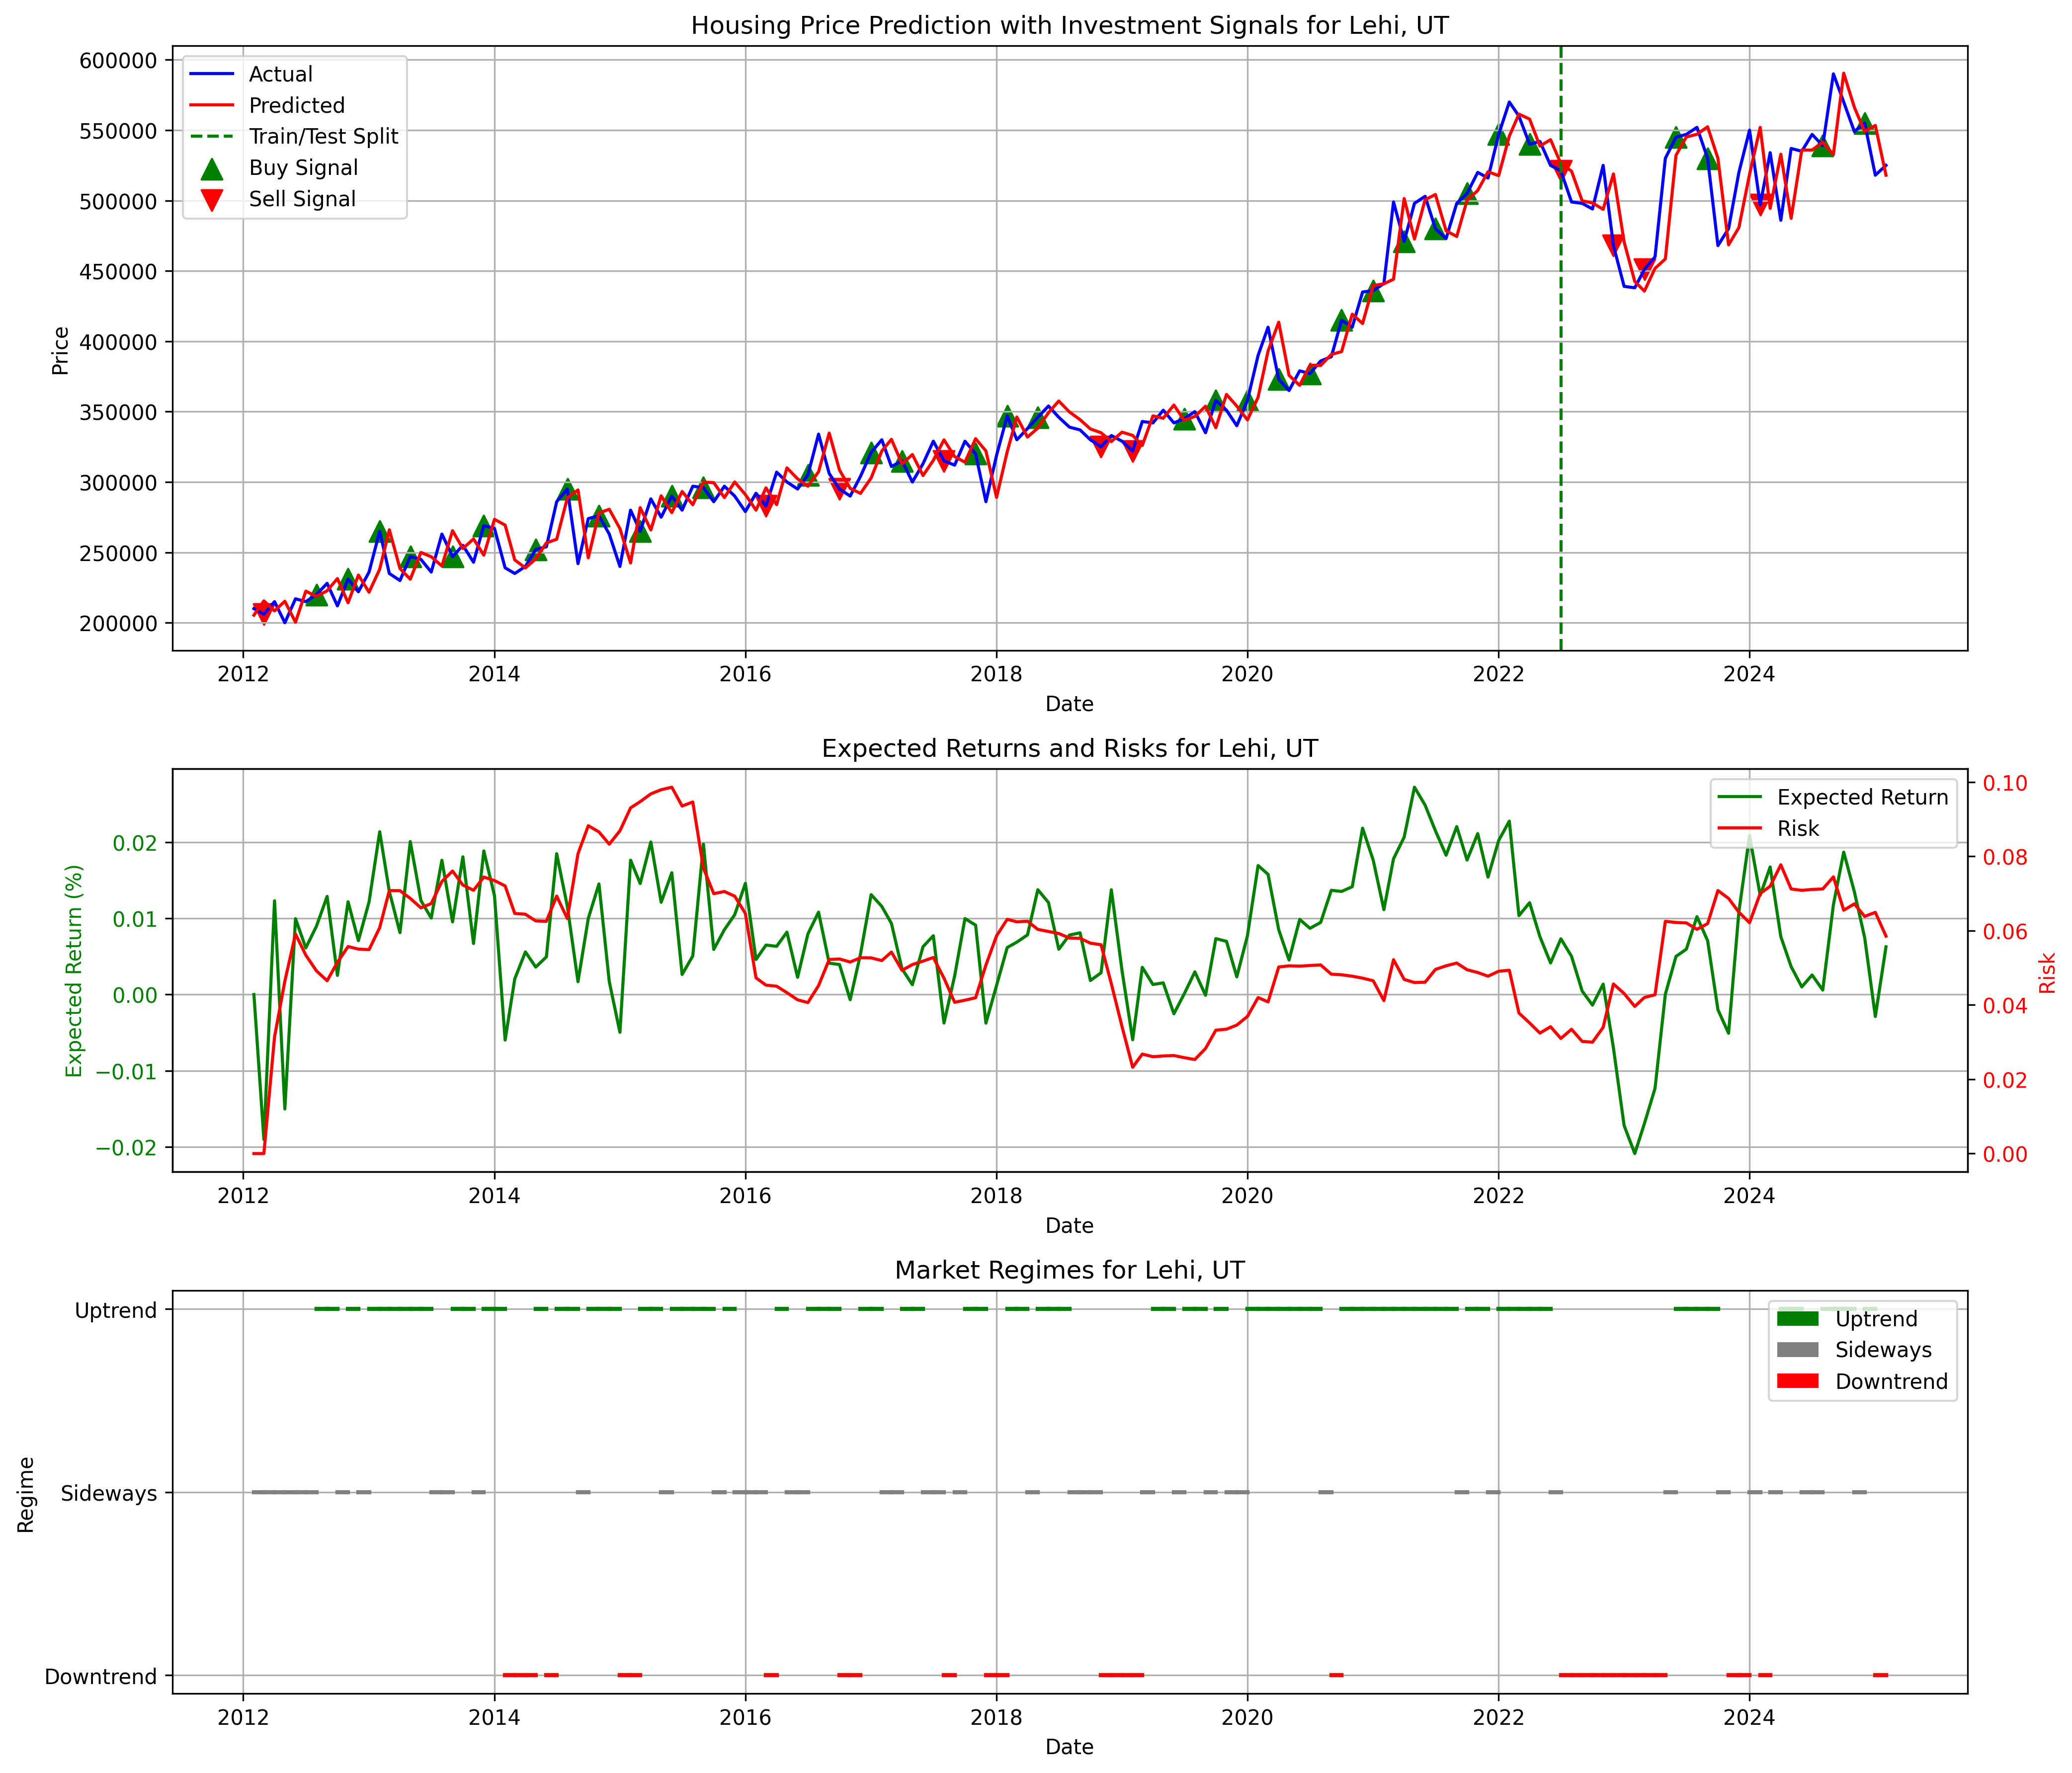 Housing Price Prediction with Investment Signals for Lehi, UT
600000
550000
500000
450000
400000
350000
300000
250000
200000
Price
Actual
Predicted
Train/Test Split
Buy Signal
Sell Signal
2012 2014 2016 2018 2020 2022 2024
Date
Expected Returns and Risks for Lehi, UT
0.02
0.01
0.00
−0.01
−0.02
Expected Return (%)
Expected Return
Risk
0.10
0.08
0.06
0.04
0.02
0.00
Risk
2012 2014 2016 2018 2020 2022 2024
Date
Market Regimes for Lehi, UT
Uptrend
Sideways
Downtrend
Regime
Uptrend
Sideways
Downtrend
2012 2014 2016 2018 2020 2022 2024
Date